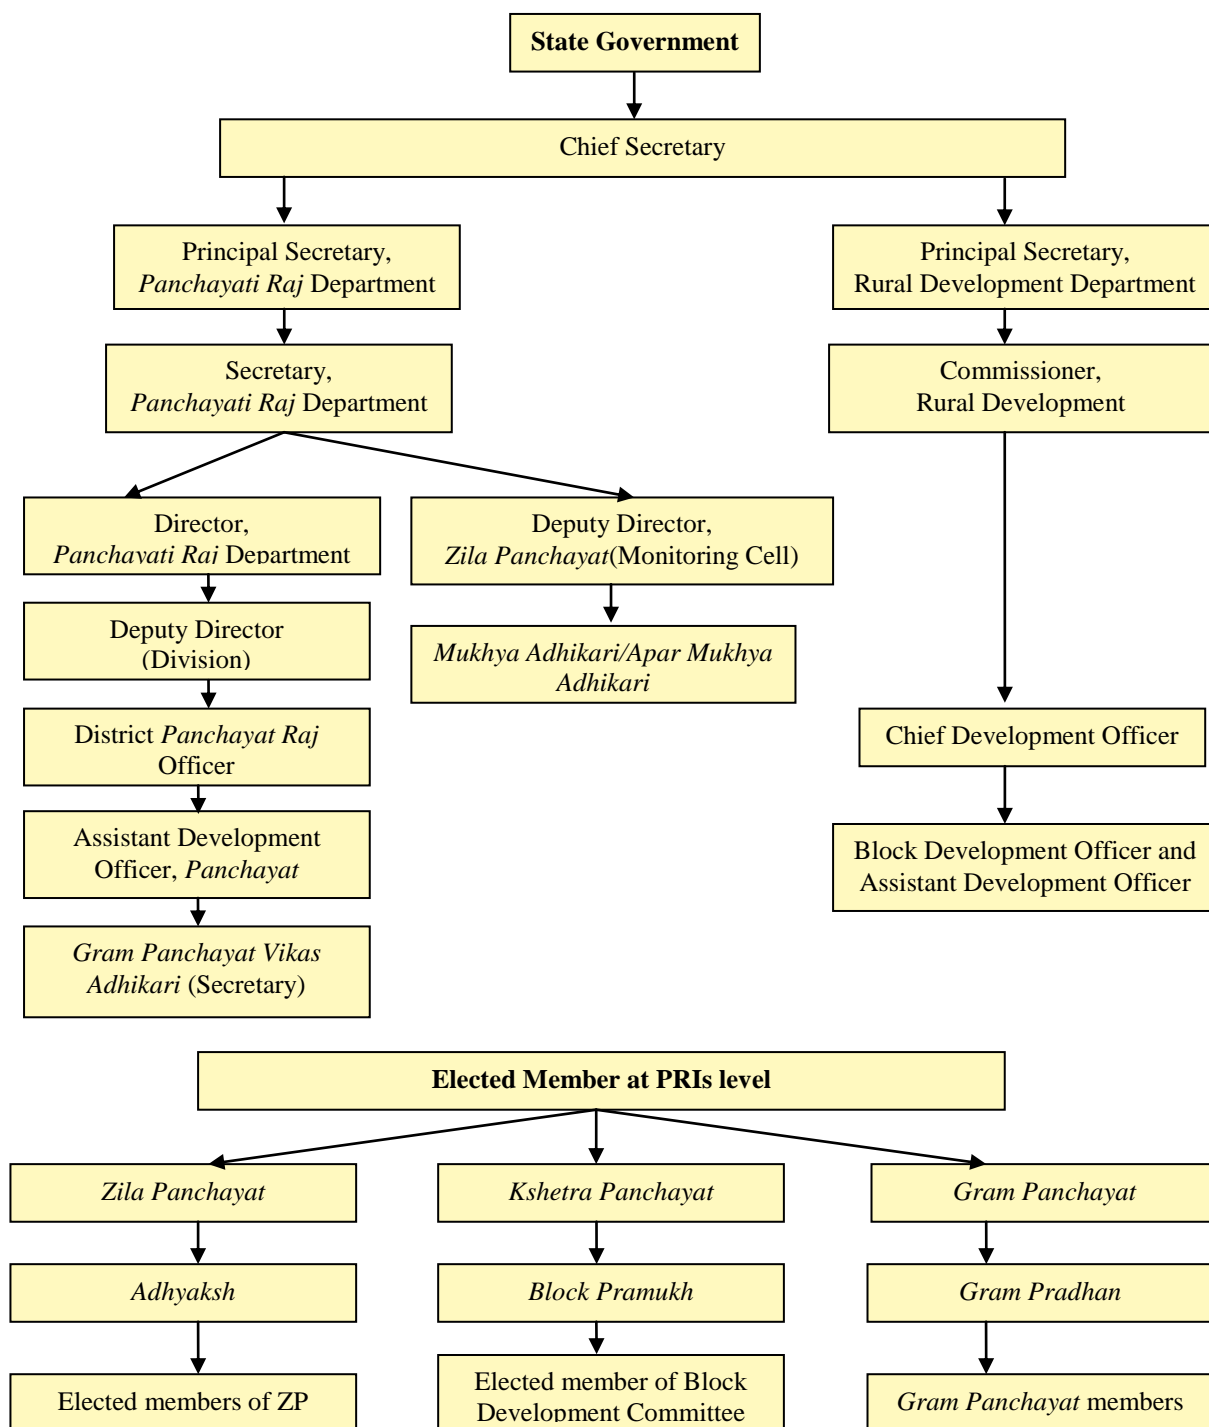 State Government
Chief Secretary
Principal Secretary,
Panchayati Raj Department
Principal Secretary,
Rural Development Department
Secretary,
Panchayati Raj Department
Commissioner,
Rural Development
Director,
Panchayati Raj Department
Deputy Director,
Zila Panchayat(Monitoring Cell)
Deputy Director
(Division)
Mukhya Adhikari/Apar Mukhya
Adhikari
District Panchayat Raj
Officer
Chief Development Officer
Assistant Development
Officer, Panchayat
Block Development Officer and
Assistant Development Officer
Gram Panchayat Vikas
Adhikari (Secretary)
Elected Member at PRIs level
Zila Panchayat
Kshetra Panchayat
Gram Panchayat
Adhyaksh
Block Pramukh
Gram Pradhan
Elected members of ZP
Elected member of Block
Development Committee
Gram Panchayat members